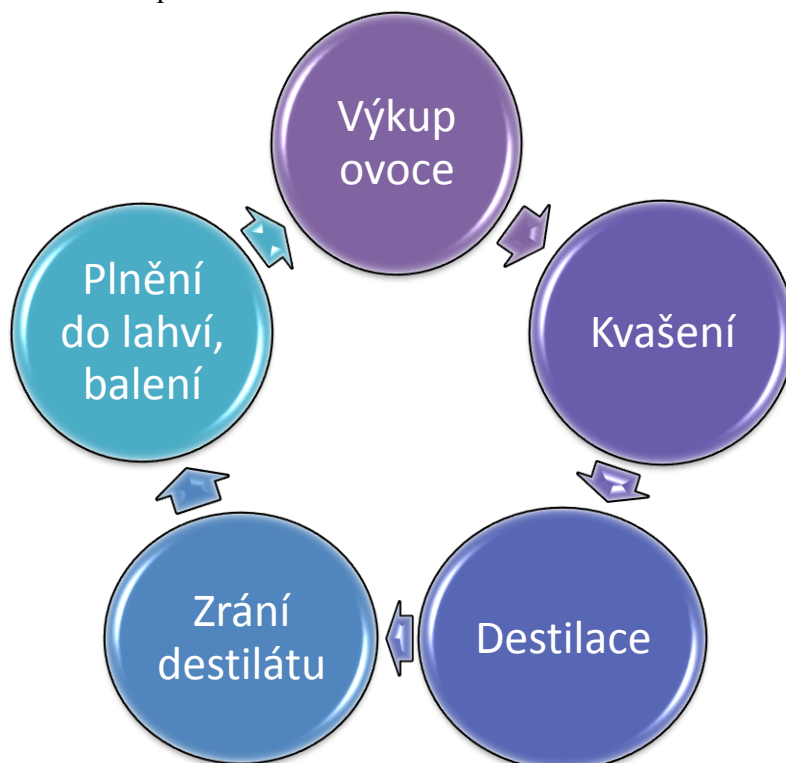 Výkup
ovoce
Kvašení
Destilace
Zrání
destilátu
Plnění
do lahví,
balení